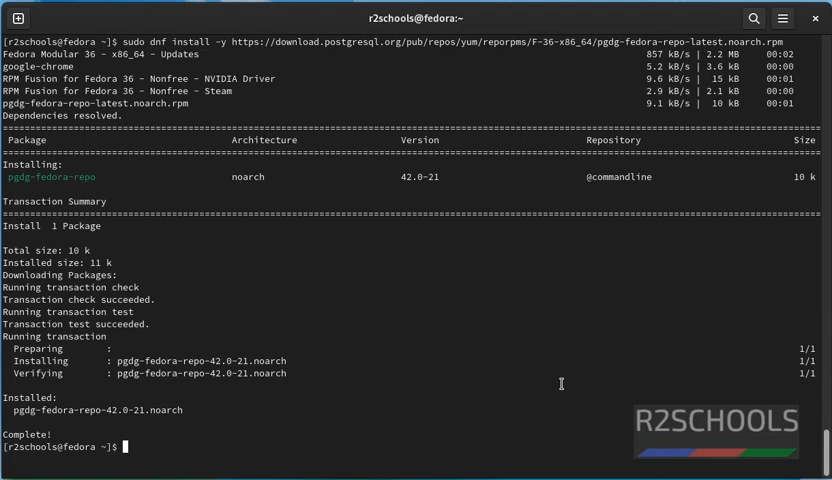 r2schools@fedora:~
[r2schools@fedora ~]$ sudo dnf install -y https://download.postgresql.org/pub/repos/yum/reporpms/F-36-x86_64/pgdg-fedora-repo-latest.noarch.rpm
Fedora Modular 36 - x86_64 - Updates 857 kB/s | 2.2 MB 00:02
google-chrome 5.2 kB/s | 3.6 kB 00:00
RPM Fusion for Fedora 36 - Nonfree - NVIDIA Driver 9.6 kB/s | 15 kB 00:01
RPM Fusion for Fedora 36 - Nonfree - Steam 2.9 kB/s | 2.1 kB 00:00
pgdg-fedora-repo-latest.noarch.rpm 9.1 kB/s | 10 kB 00:01
Dependencies resolved.
================================================================================
Package Architecture Version Repository Size
================================================================================
Installing:
pgdg-fedora-repo noarch 42.0-21 @commandline 10 k
Transaction Summary
================================================================================
Install 1 Package
Total size: 10 k
Installed size: 11 k
Downloading Packages:
Running transaction check
Transaction check succeeded.
Running transaction test
Transaction test succeeded.
Running transaction
Preparing : 1/1
Installing : pgdg-fedora-repo-42.0-21.noarch 1/1
Verifying : pgdg-fedora-repo-42.0-21.noarch 1/1
Installed:
pgdg-fedora-repo-42.0-21.noarch
Complete!
[r2schools@fedora ~]$
R2SCHOOLS